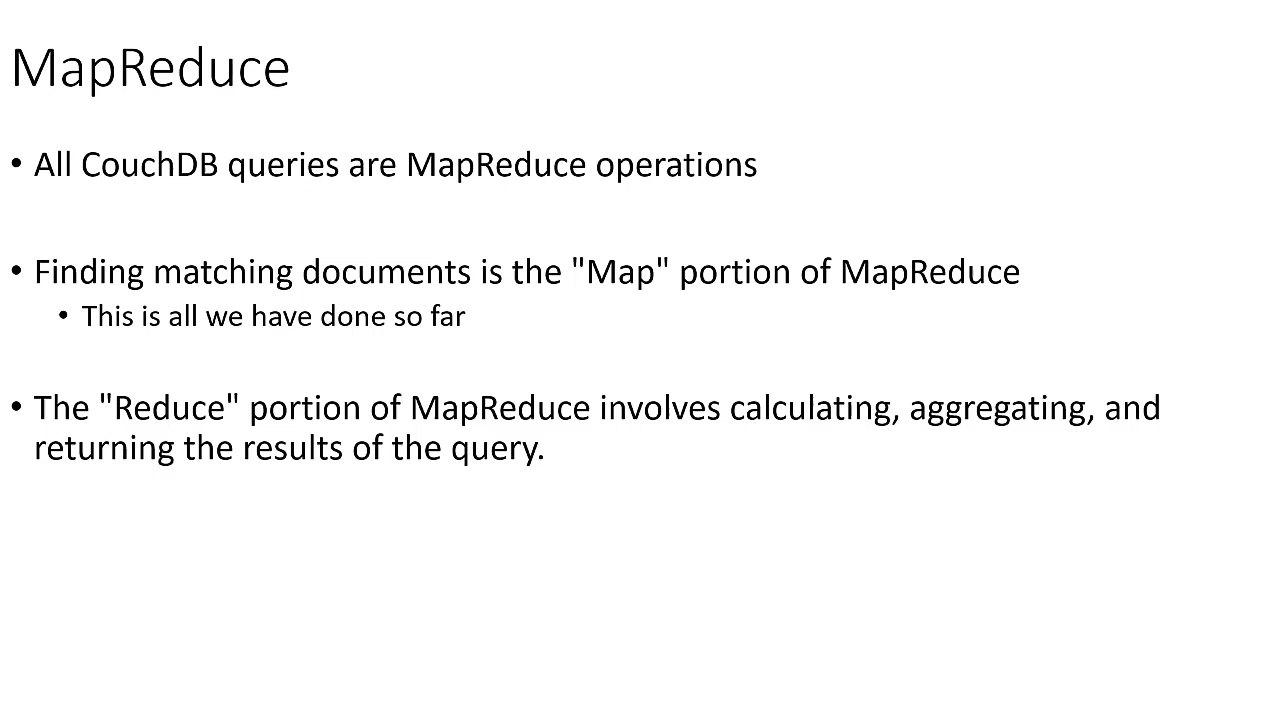 MapReduce
• All CouchDB queries are MapReduce operations
• Finding matching documents is the "Map" portion of MapReduce
• This is all we have done so far
• The "Reduce" portion of MapReduce involves calculating, aggregating, and
returning the results of the query.